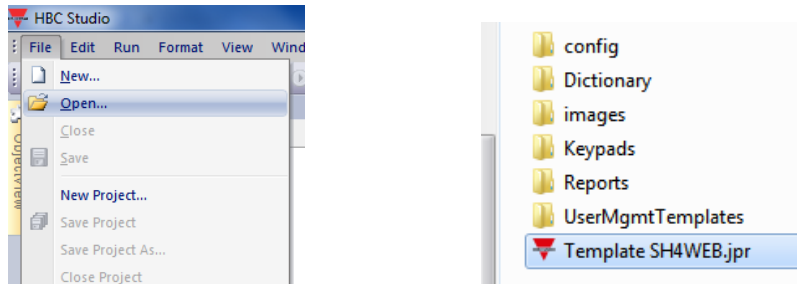 HBC Studio
File Edit Run Format View Wind
New...
Open...
Close
Save
New Project...
Save Project
Save Project As...
Close Project
ObjectView
config
Dictionary
images
Keypads
Reports
UserMgmtTemplates
Template SH4WEB.jpr